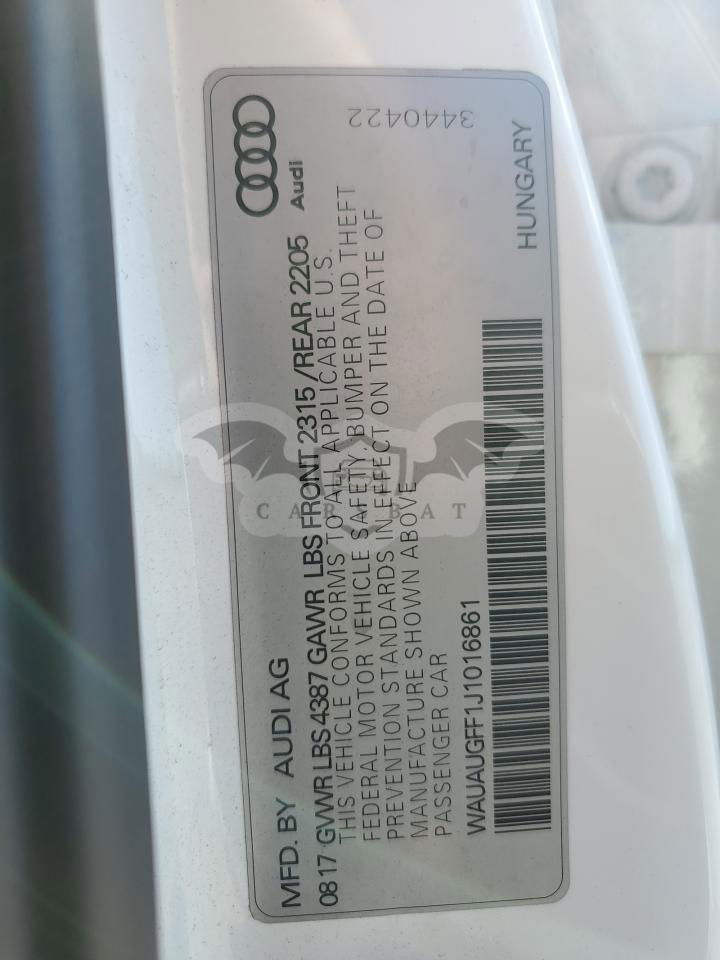 MFD. BY AUDI AG
Audi
0817 GVWR LBS 4387 GAWR LBS FRONT 2315 /REAR 2205
THIS VEHICLE CONFORMS TO ALL APPLICABLE U.S.
FEDERAL MOTOR VEHICLE SAFETY, BUMPER AND THEFT
PREVENTION STANDARDS IN EFFECT ON THE DATE OF
MANUFACTURE SHOWN ABOVE
PASSENGER CAR
3440422
WAUAUGFF1J1016861
HUNGARY
CARSBAT